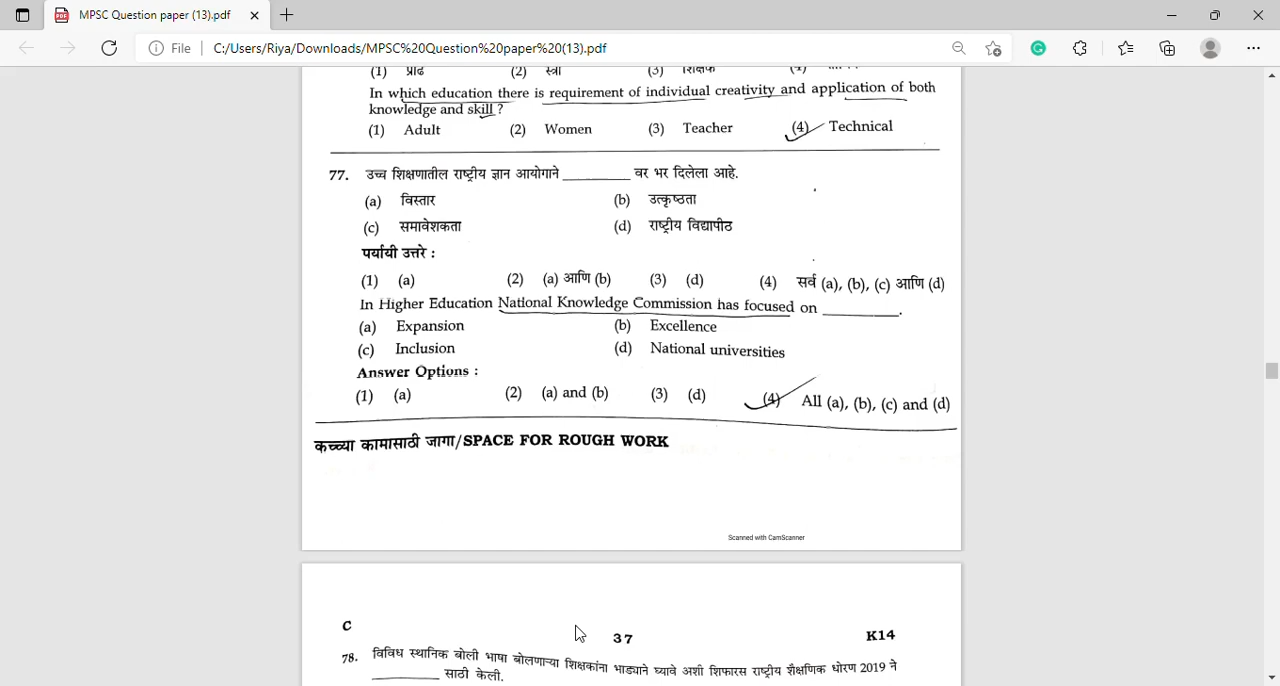 MPSC Question paper (13).pdf
File C:/Users/Riya/Downloads/MPSC%20Question%20paper%20(13).pdf
(1) प्रौढ (2) स्त्री (3) शिक्षक (4)
In which education there is requirement of individual creativity and application of both
knowledge and skill ?
(1) Adult (2) Women (3) Teacher (4) Technical
77. उच्च शिक्षणातील राष्ट्रीय ज्ञान आयोगाने ________ वर भर दिलेला आहे.
(a) विस्तार (b) उत्कृष्ठता
(c) समावेशकता (d) राष्ट्रीय विद्यापीठ
पर्यायी उत्तरे :
(1) (a) (2) (a) आणि (b) (3) (d) (4) सर्व (a), (b), (c) आणि (d)
In Higher Education National Knowledge Commission has focused on ________.
(a) Expansion (b) Excellence
(c) Inclusion (d) National universities
Answer Options :
(1) (a) (2) (a) and (b) (3) (d) (4) All (a), (b), (c) and (d)
कच्च्या कामासाठी जागा/SPACE FOR ROUGH WORK
Scanned with CamScanner
C 37 K14
78. विविध स्थानिक बोली भाषा बोलणाऱ्या शिक्षकांना भाड्याने घ्यावे अशी शिफारस राष्ट्रीय शैक्षणिक धोरण 2019 ने
________ साठी केली.